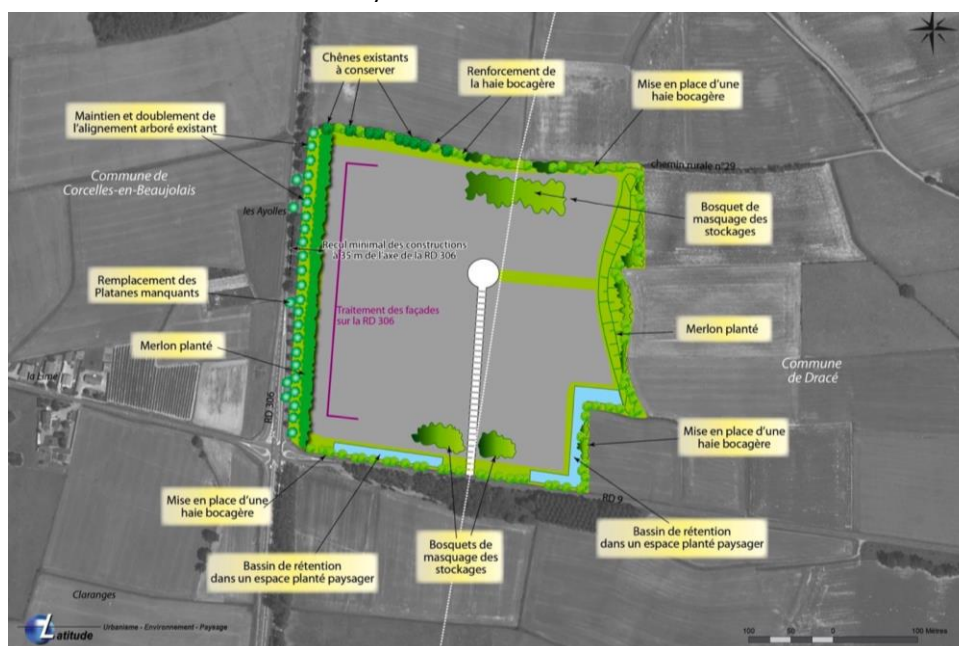 Chênes existants
à conserver
Renforcement de
la haie bocagère
Mise en place d'une
haie bocagère
Maintien et doublement de
l'alignement arboré existant
chemin rurale n°29
Commune de
Corcelles-en-Beaujolais
les Ayolles
Bosquet de
masquage des
stockages
Recul minimal des constructions
à 35 m de l'axe de la RD 306
Remplacement des
Platanes manquants
Traitement des façades
sur la RD 306
Merlon planté
Merlon planté
Commune
de Dracé
la Lime
RD 306
Mise en place d'une
haie bocagère
Mise en place d'une
haie bocagère
RD 9
Bassin de rétention
dans un espace planté paysager
Bosquets de
masquage des
stockages
Bassin de rétention
dans un espace planté paysager
Claranges
Latitude
Urbanisme - Environnement - Paysage
100 50 0 100 Mètres